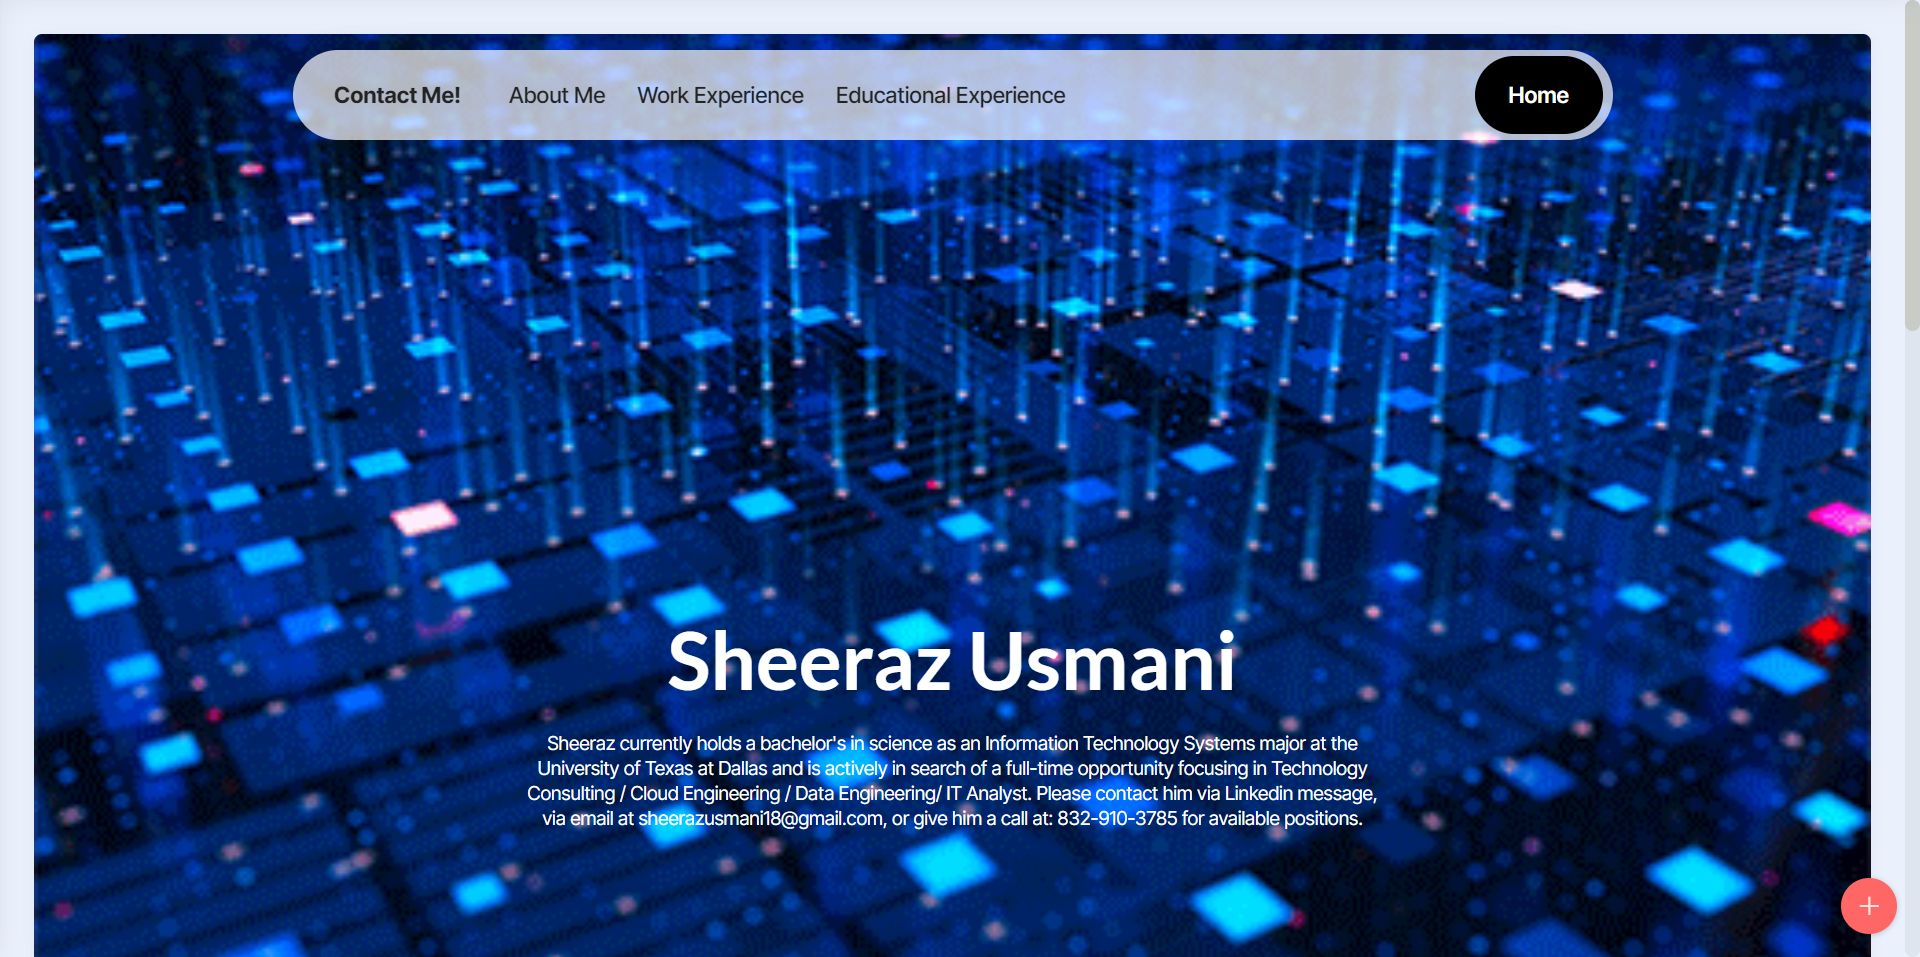 Contact Me! About Me Work Experience Educational Experience Home
Sheeraz Usmani
Sheeraz currently holds a bachelor's in science as an Information Technology Systems major at the
University of Texas at Dallas and is actively in search of a full-time opportunity focusing in Technology
Consulting / Cloud Engineering / Data Engineering/ IT Analyst. Please contact him via Linkedin message,
via email at sheerazusmani18@gmail.com, or give him a call at: 832-910-3785 for available positions.